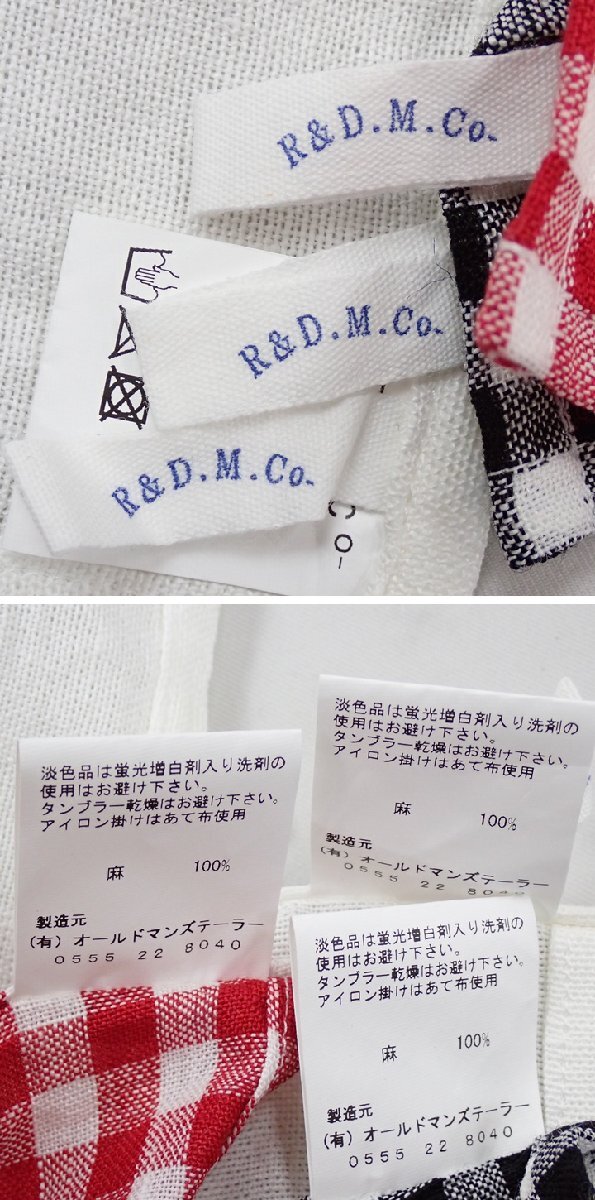 R&D.M.Co.
R&D.M.Co.
R&D.M.Co.
Co-
淡色品は蛍光増白剤入り洗剤の
使用はお避け下さい。
タンブラー乾燥はお避け下さい。
アイロン掛けはあて布使用
麻 100%
製造元
(有)オールドマンズテーラー
0555 22 8040
淡色品は蛍光増白剤入り洗剤の
使用はお避け下さい。
タンブラー乾燥はお避け下さい。
アイロン掛けはあて布使用
麻 100%
製造元
(有)オールドマンズテーラー
0555 22 8040
淡色品は蛍光増白剤入り洗剤の
使用はお避け下さい。
タンブラー乾燥はお避け下さい。
アイロン掛けはあて布使用
麻 100%
製造元
(有)オールドマンズテーラー
0555 22 8040